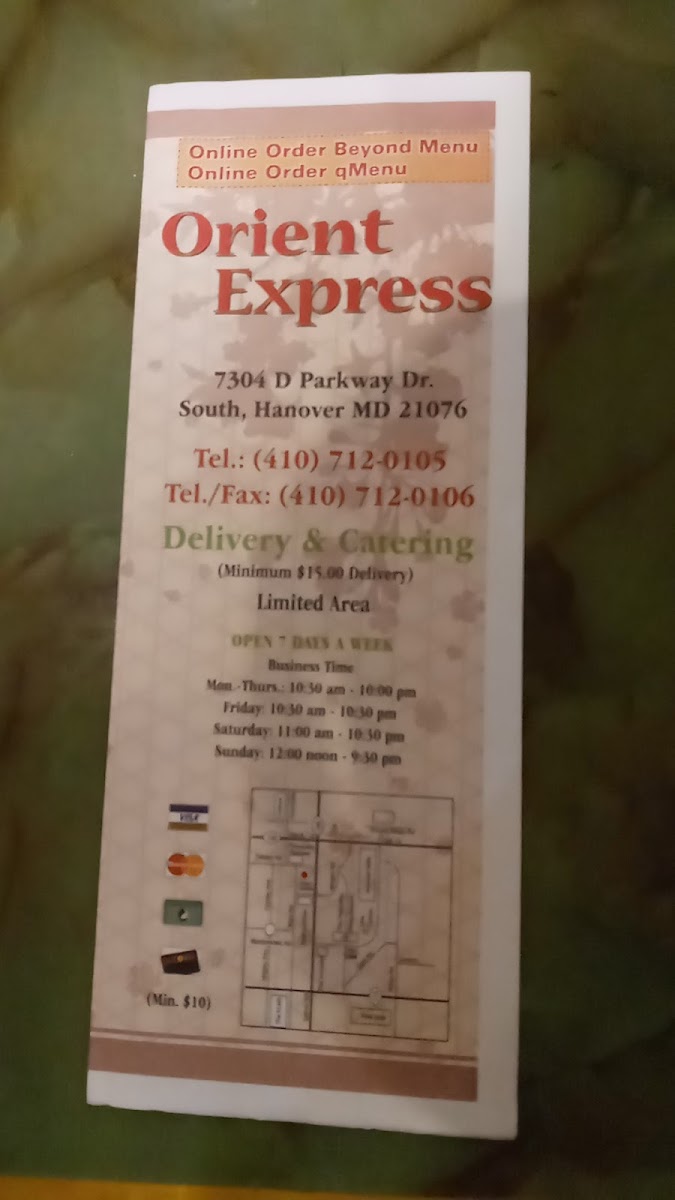 Online Order Beyond Menu
Online Order qMenu
Orient
Express
7304 D Parkway Dr.
South, Hanover MD 21076
Tel.: (410) 712-0105
Tel./Fax: (410) 712-0106
Delivery & Catering
(Minimum $15.00 Delivery)
Limited Area
OPEN 7 DAYS A WEEK
Business Time
Mon.-Thurs.: 10:30 am - 10:00 pm
Friday: 10:30 am - 10:30 pm
Saturday: 11:00 am - 10:30 pm
Sunday: 12:00 noon - 9:30 pm
VISA
(Min. $10)